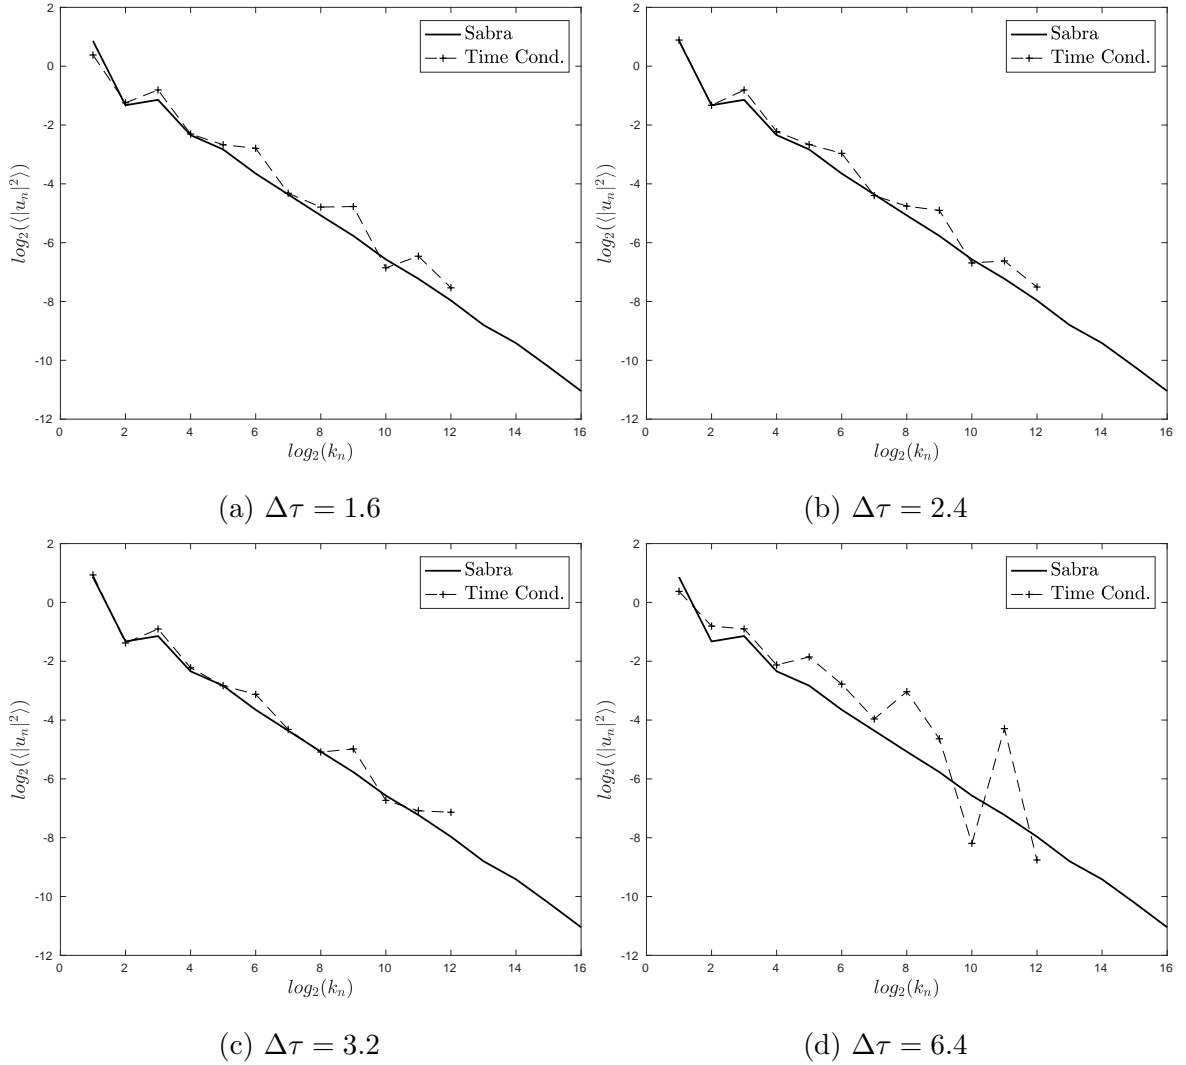 2
0
-2
-4
-6
-8
-10
-12
0 2 4 6 8 10 12 14 16
log₂(⟨|uₙ|²⟩)
log₂(kₙ)
Sabra
Time Cond.
(a) Δτ = 1.6
2
0
-2
-4
-6
-8
-10
-12
0 2 4 6 8 10 12 14 16
log₂(⟨|uₙ|²⟩)
log₂(kₙ)
Sabra
Time Cond.
(b) Δτ = 2.4
2
0
-2
-4
-6
-8
-10
-12
0 2 4 6 8 10 12 14 16
log₂(⟨|uₙ|²⟩)
log₂(kₙ)
Sabra
Time Cond.
(c) Δτ = 3.2
2
0
-2
-4
-6
-8
-10
-12
0 2 4 6 8 10 12 14 16
log₂(⟨|uₙ|²⟩)
log₂(kₙ)
Sabra
Time Cond.
(d) Δτ = 6.4